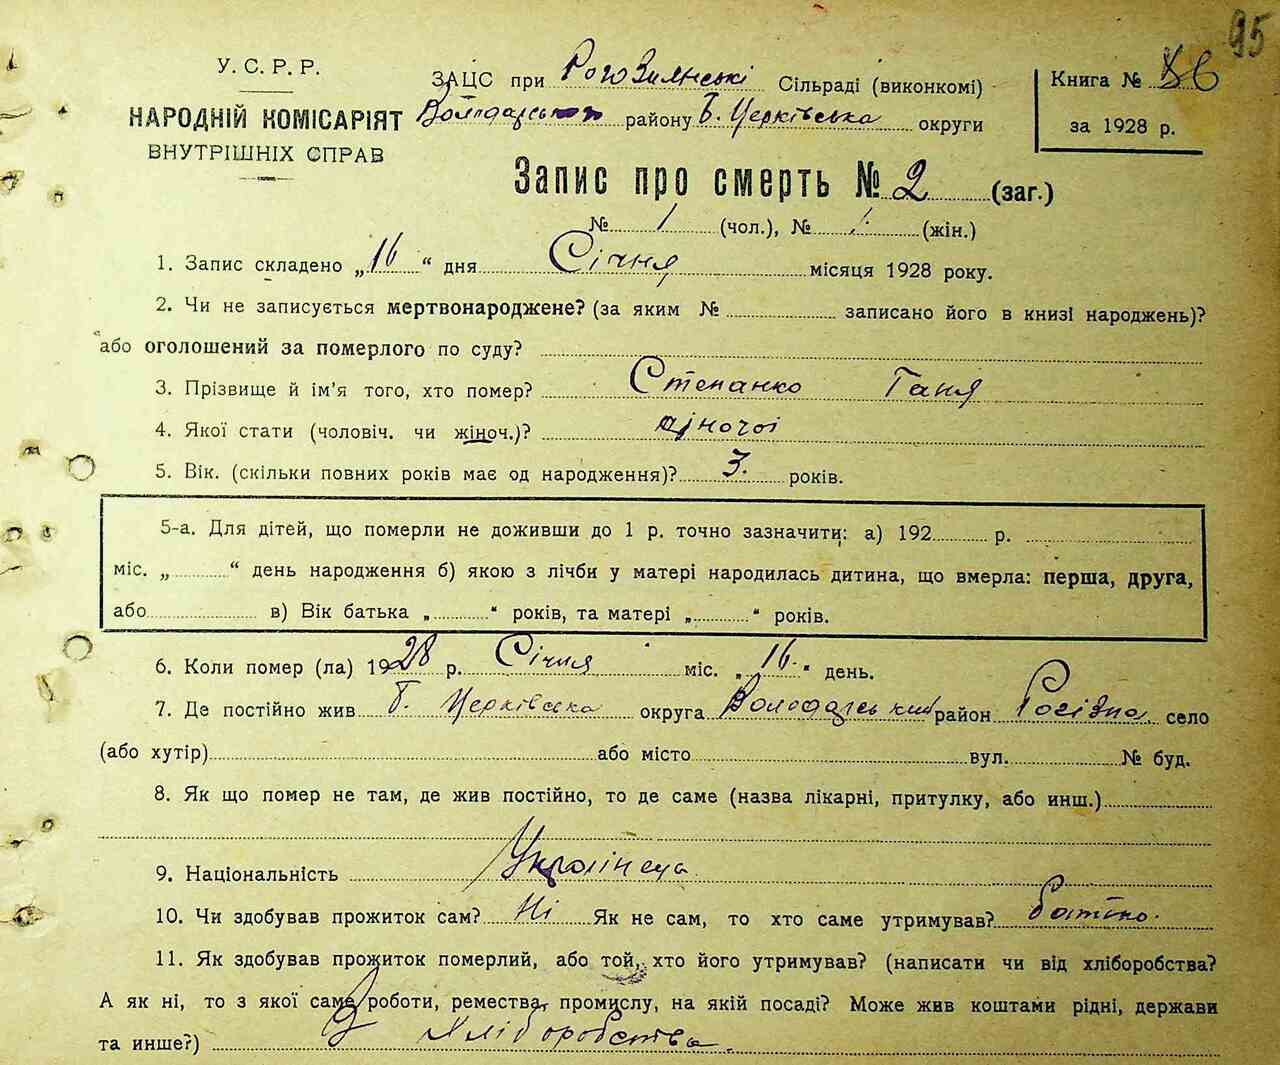 95
У. С. Р. Р.
НАРОДНІЙ КОМІСАРІЯТ
ВНУТРІШНІХ СПРАВ
ЗАЦС при Сільраді (виконкомі)
району Б. Церківська округи
Книга №
за 1928 р.
Запис про смерть № 2 (заг.)
№ 1 (чол.), № 1 (жін.)
1. Запис складено „16“ дня Січня місяця 1928 року.
2. Чи не записується мертвонароджене? (за яким № записано його в книзі народжень)?
або оголошений за померлого по суду?
3. Прізвище й ім'я того, хто помер? Степанко Ганя
4. Якої стати (чоловіч. чи жіноч.)? жіночої
5. Вік. (скільки повних років має од народження)? 3. років.
5-а. Для дітей, що померли не доживши до 1 р. точно зазначити: а) 192 р.
міс. „ “ день народження б) якою з лічби у матері народилась дитина, що вмерла: перша, друга,
або в) Вік батька „ “ років, та матері „ “ років.
6. Коли помер (ла) 1928 р. Січня міс. „16.“ день.
7. Де постійно жив Б. Церківська округа район село
(або хутір) або місто вул. № буд.
8. Як що помер не там, де жив постійно, то де саме (назва лікарні, притулку, або инш.)
9. Національність
10. Чи здобував прожиток сам? Ні Як не сам, то хто саме утримував? батько.
11. Як здобував прожиток померлий, або той, хто його утримував? (написати чи від хліборобства?
А як ні, то з якої саме роботи, ремества, промислу, на якій посаді? Може жив коштами рідні, держави
та инше?) З хліборобства.